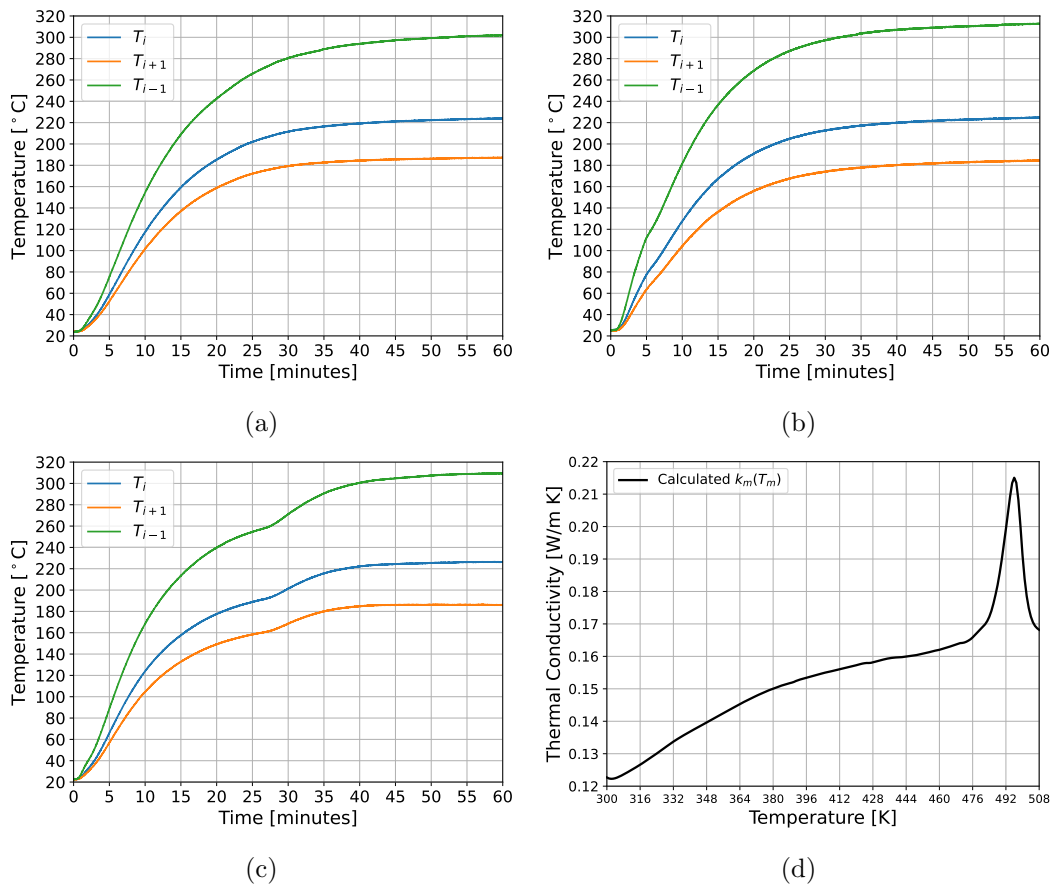 320
300
280
260
240
220
200
180
160
140
120
100
80
60
40
20
Temperature [°C]
T_i
T_{i+1}
T_{i-1}
0 5 10 15 20 25 30 35 40 45 50 55 60
Time [minutes]
(a)
320
300
280
260
240
220
200
180
160
140
120
100
80
60
40
20
Temperature [°C]
T_i
T_{i+1}
T_{i-1}
0 5 10 15 20 25 30 35 40 45 50 55 60
Time [minutes]
(b)
320
300
280
260
240
220
200
180
160
140
120
100
80
60
40
20
Temperature [°C]
T_i
T_{i+1}
T_{i-1}
0 5 10 15 20 25 30 35 40 45 50 55 60
Time [minutes]
(c)
0.22
0.21
0.20
0.19
0.18
0.17
0.16
0.15
0.14
0.13
0.12
Thermal Conductivity [W/m K]
Calculated k_m(T_m)
300 316 332 348 364 380 396 412 428 444 460 476 492 508
Temperature [K]
(d)